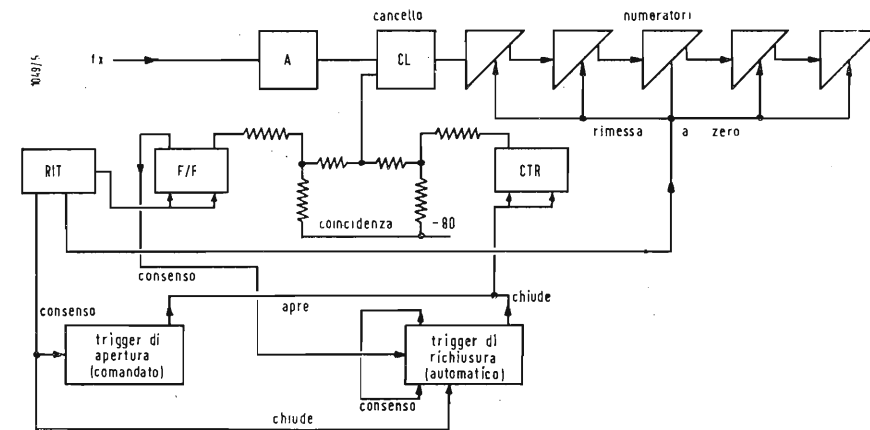 cancello
numeratori
1049/5
fx
A
CL
rimessa a zero
RIT
F/F
CTR
coincidenza
-80
consenso
apre
chiude
consenso
trigger di
apertura
(comandato)
trigger di
richiusura
(automatico)
consenso
chiude